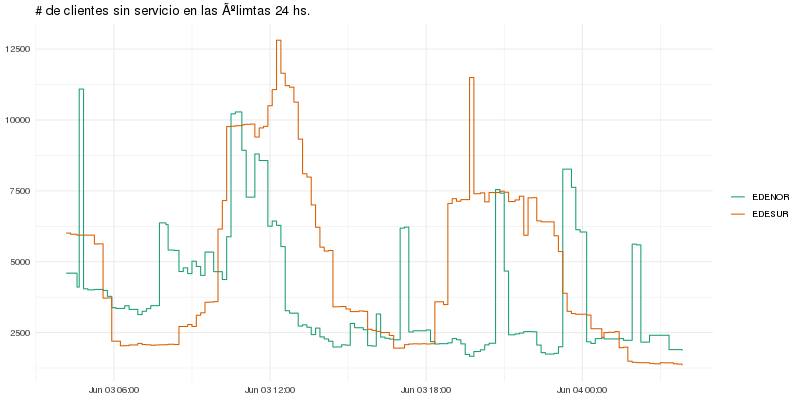 # de clientes sin servicio en las Ãºlimtas 24 hs.
12500
10000
7500
5000
2500
Jun 03 06:00
Jun 03 12:00
Jun 03 18:00
Jun 04 00:00
EDENOR
EDESUR